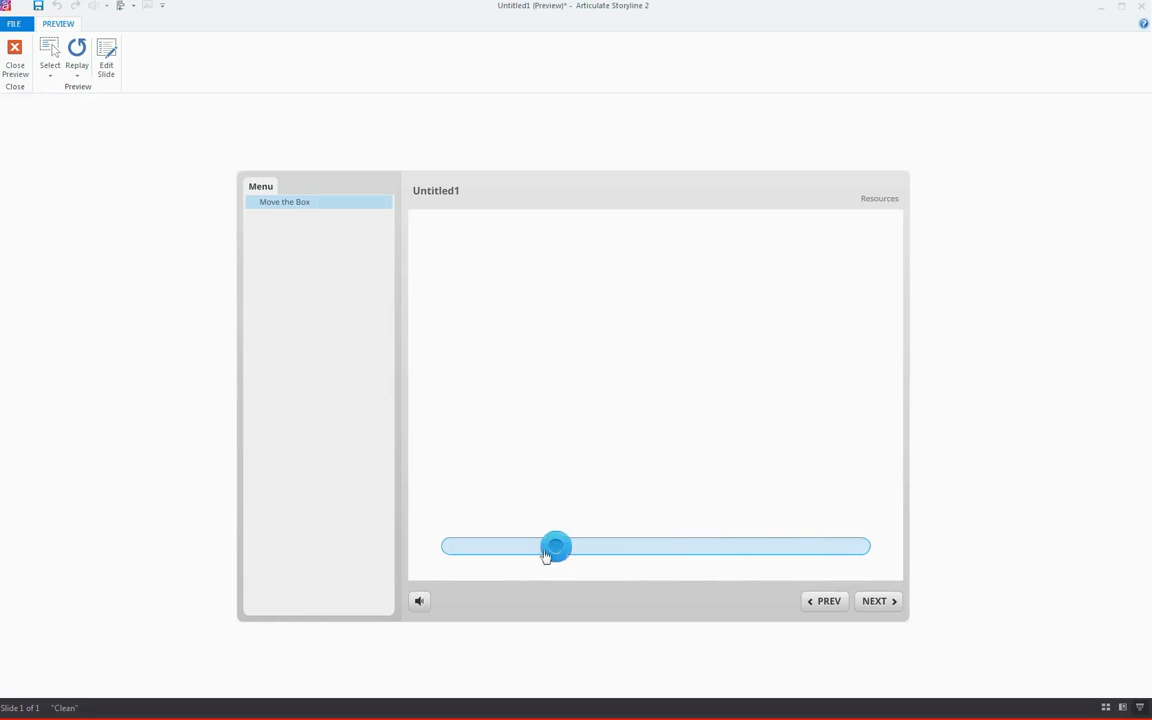 Untitled1 (Preview)* - Articulate Storyline 2
FILE
PREVIEW
Close Preview
Select
Replay
Edit Slide
Close
Preview
Menu
Move the Box
Untitled1
Resources
PREV
NEXT
Slide 1 of 1
"Clean"